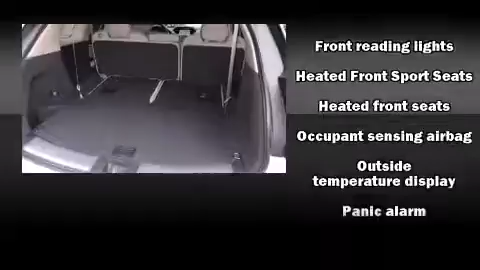 Front reading lights
Heated Front Sport Seats
Heated front seats
Occupant sensing airbag
Outside
temperature display
Panic alarm